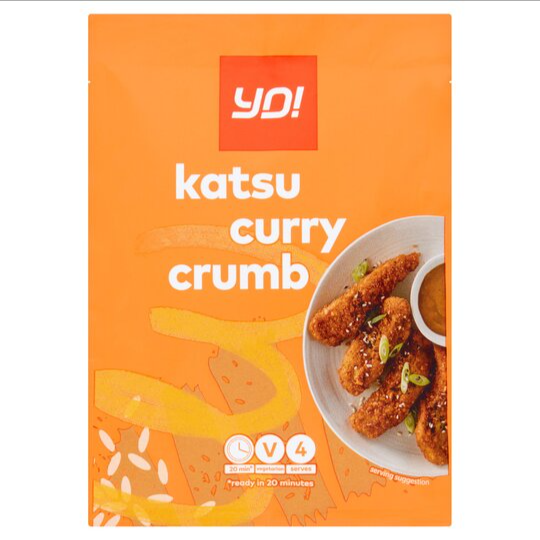 YO!
katsu
curry
crumb
V
4
20 min*
vegetarian
serves
*ready in 20 minutes
serving suggestion